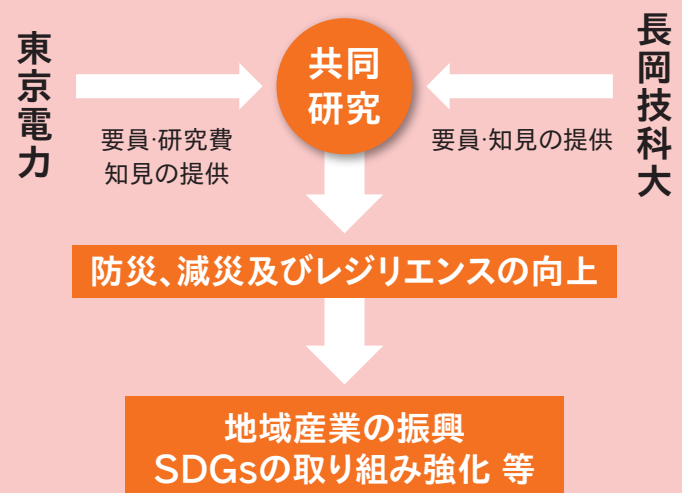 東京電力
共同
研究
長岡技科大
要員·研究費
知見の提供
要員·知見の提供
防災、減災及びレジリエンスの向上
地域産業の振興
SDGsの取り組み強化 等